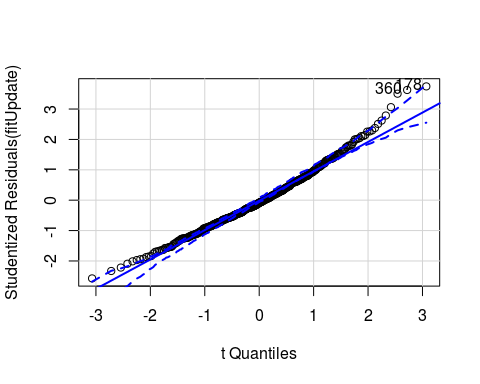 Studentized Residuals(fitUpdate)
360
178
3
2
1
0
-1
-2
-3 -2 -1 0 1 2 3
t Quantiles